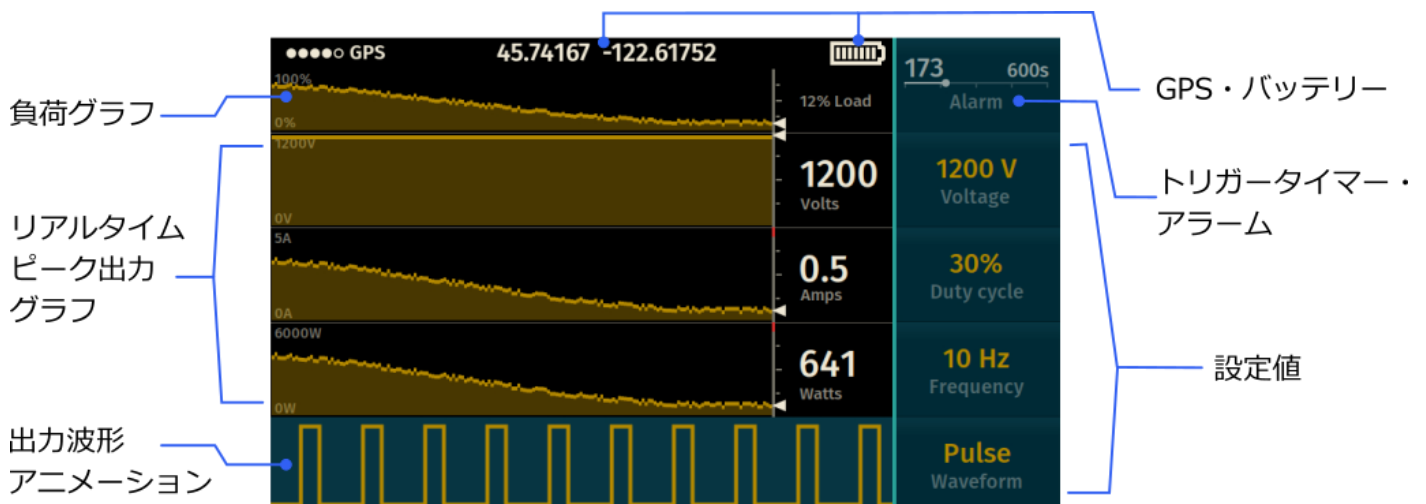 GPS
45.74167 -122.61752
173
600s
Alarm
100%
0%
12% Load
1200V
0V
1200
Volts
5A
0A
0.5
Amps
6000W
0W
641
Watts
1200 V
Voltage
30%
Duty cycle
10 Hz
Frequency
Pulse
Waveform
負荷グラフ
リアルタイム
ピーク出力
グラフ
出力波形
アニメーション
GPS・バッテリー
トリガータイマー・
アラーム
設定値